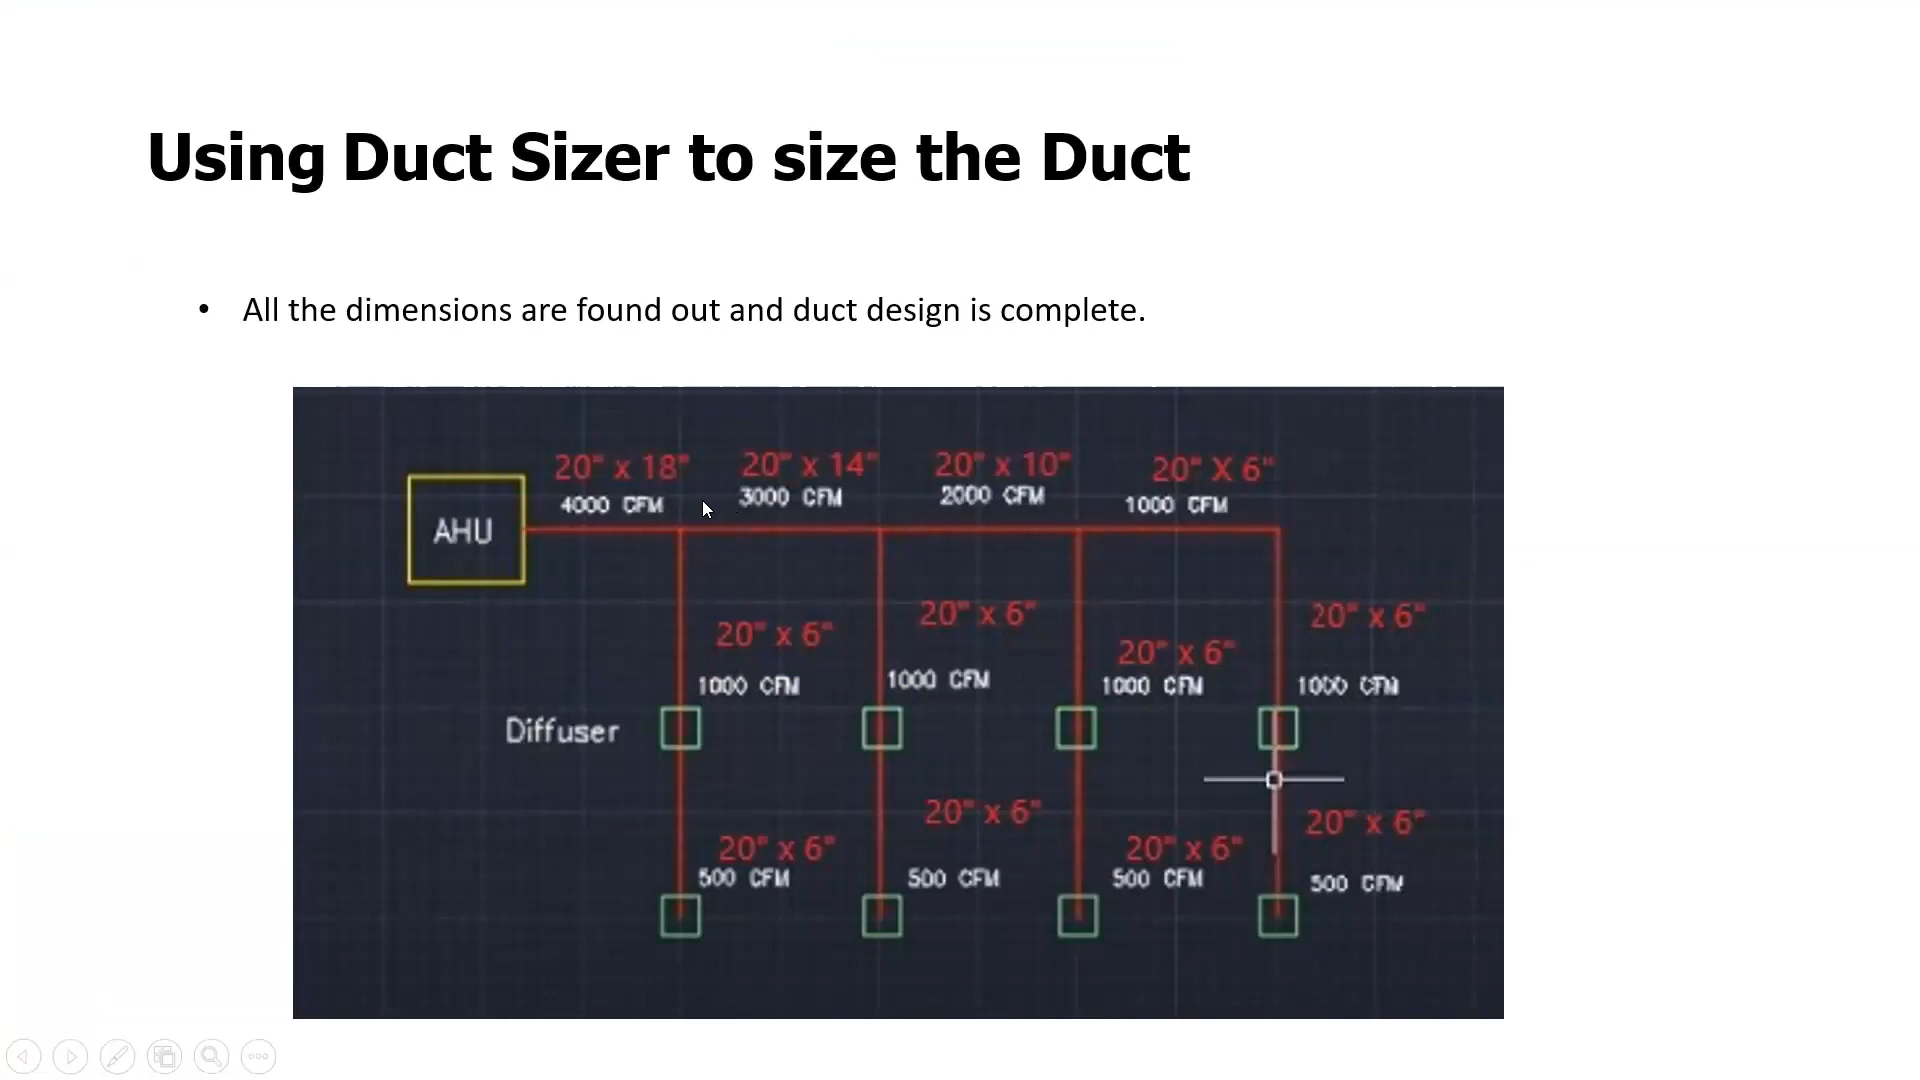 Using Duct Sizer to size the Duct
• All the dimensions are found out and duct design is complete.
20" x 18" 20" x 14" 20" x 10" 20" X 6"
4000 CFM 3000 CFM 2000 CFM 1000 CFM
AHU
20" x 6" 20" x 6" 20" x 6" 20" x 6"
1000 CFM 1000 CFM 1000 CFM 1000 CFM
Diffuser
20" x 6" 20" x 6" 20" x 6" 20" x 6"
500 CFM 500 CFM 500 CFM 500 CFM